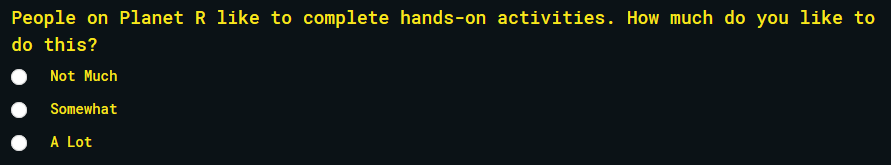 People on Planet R like to complete hands-on activities. How much do you like to
do this?
Not Much
Somewhat
A Lot